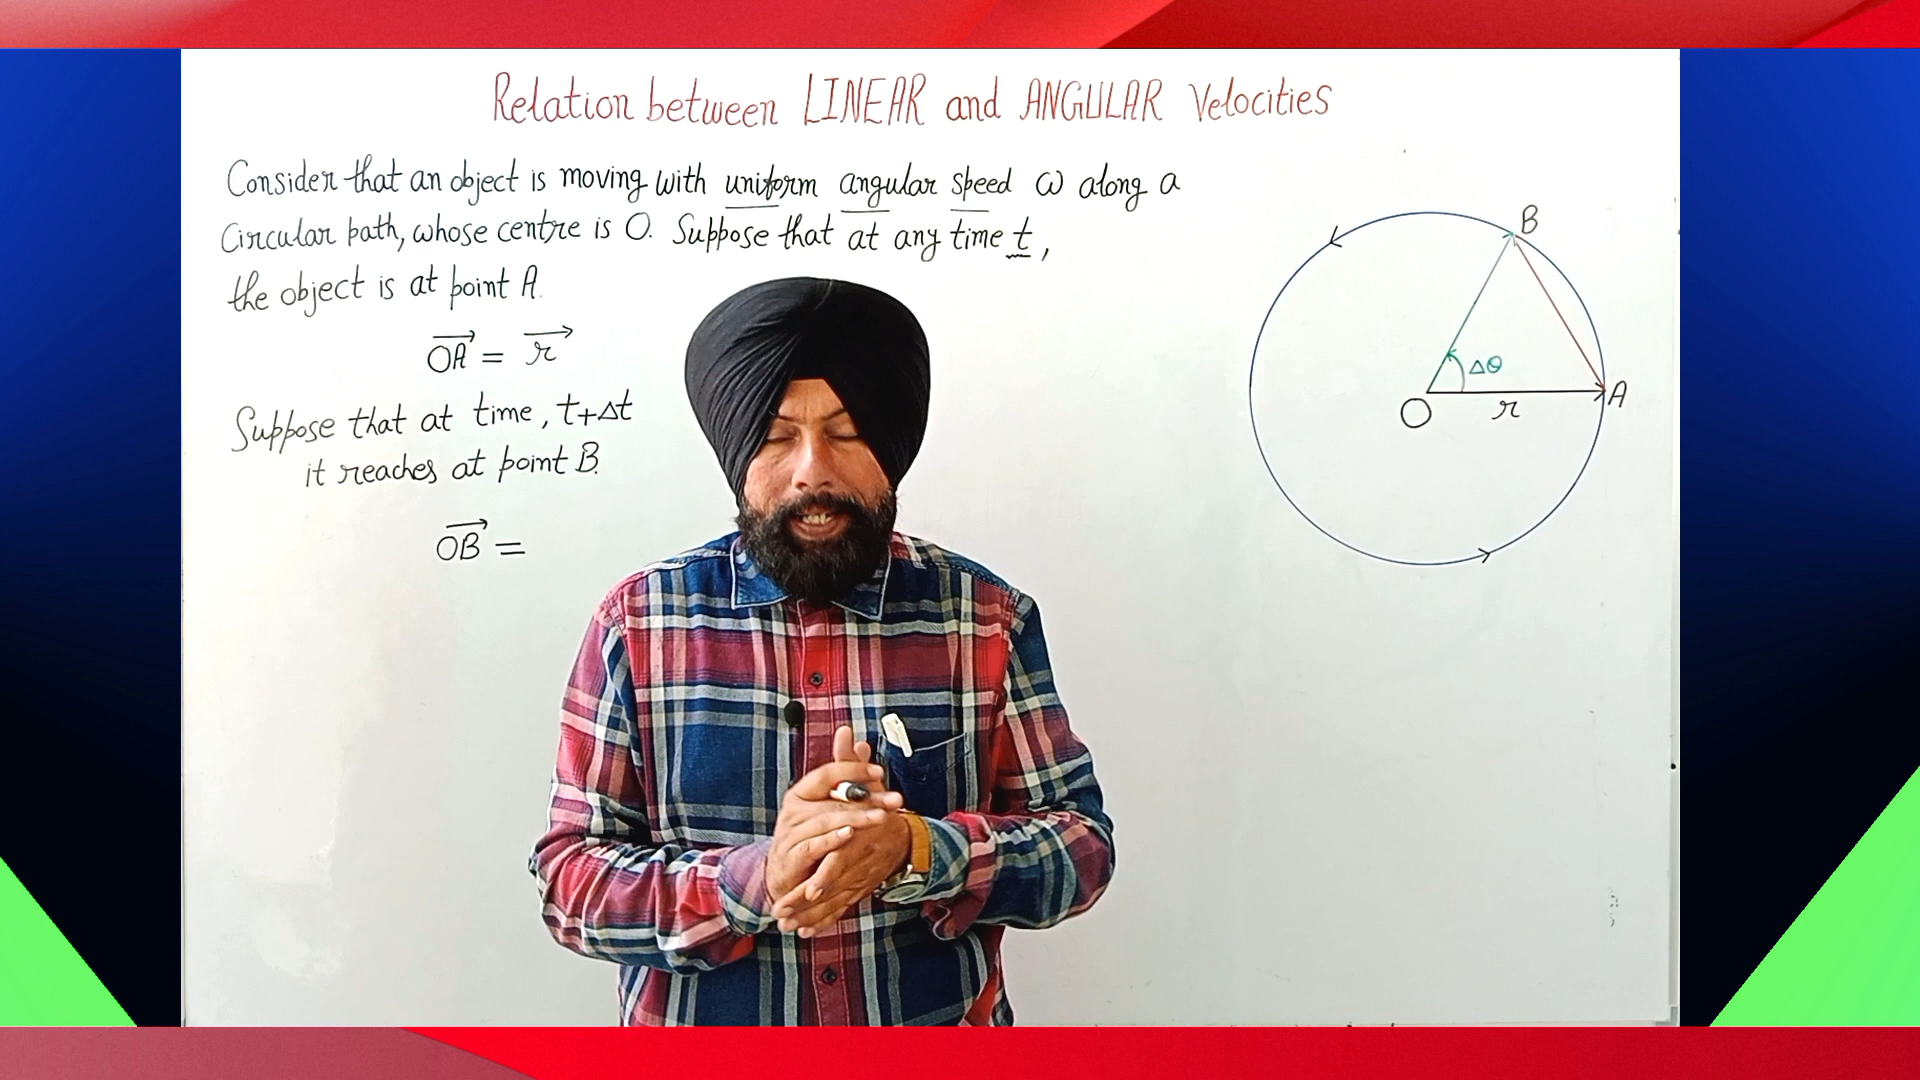 Relation between LINEAR and ANGULAR Velocities
Consider that an object is moving with uniform angular speed ω along a
Circular path, whose centre is O. Suppose that at any time t,
the object is at point A.
OA⃗ = r⃗
Suppose that at time, t+Δt
it reaches at point B.
OB⃗ =
B
Δθ
A
O
r